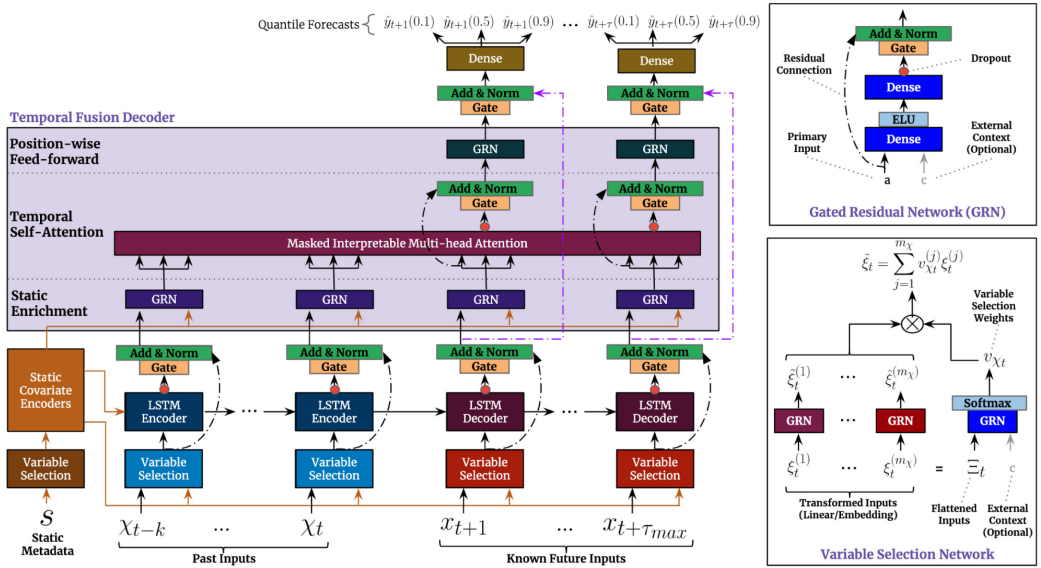 Quantile Forecasts
ŷt+1(0.1) ŷt+1(0.5) ŷt+1(0.9) ... ŷt+τ(0.1) ŷt+τ(0.5) ŷt+τ(0.9)
Dense Dense
Add & Norm Add & Norm
Gate Gate
Temporal Fusion Decoder
Position-wise
Feed-forward
GRN GRN
Add & Norm Add & Norm
Gate Gate
Temporal
Self-Attention
Masked Interpretable Multi-head Attention
Static
Enrichment
GRN GRN GRN GRN
Add & Norm Add & Norm Add & Norm Add & Norm
Gate Gate Gate Gate
Static
Covariate
Encoders
LSTM
Encoder
...
LSTM
Encoder
LSTM
Decoder
...
LSTM
Decoder
Variable
Selection
Variable
Selection
Variable
Selection
Variable
Selection
Variable
Selection
s
Static
Metadata
χt−k ... χt xt+1 ... xt+τmax
Past Inputs Known Future Inputs
Add & Norm
Gate
Residual
Connection
Dropout
Dense
ELU
Dense
Primary
Input
External
Context
(Optional)
a c
Gated Residual Network (GRN)
ξ̃t = ∑j=1mχ vχt(j) ξ̃t(j)
Variable
Selection
Weights
⊗
ξ̃t(1) ... ξ̃t(mχ)
vχt
Softmax
GRN ... GRN GRN
ξt(1) ... ξt(mχ) = Ξt c
Transformed Inputs
(Linear/Embedding)
Flattened
Inputs
External
Context
(Optional)
Variable Selection Network